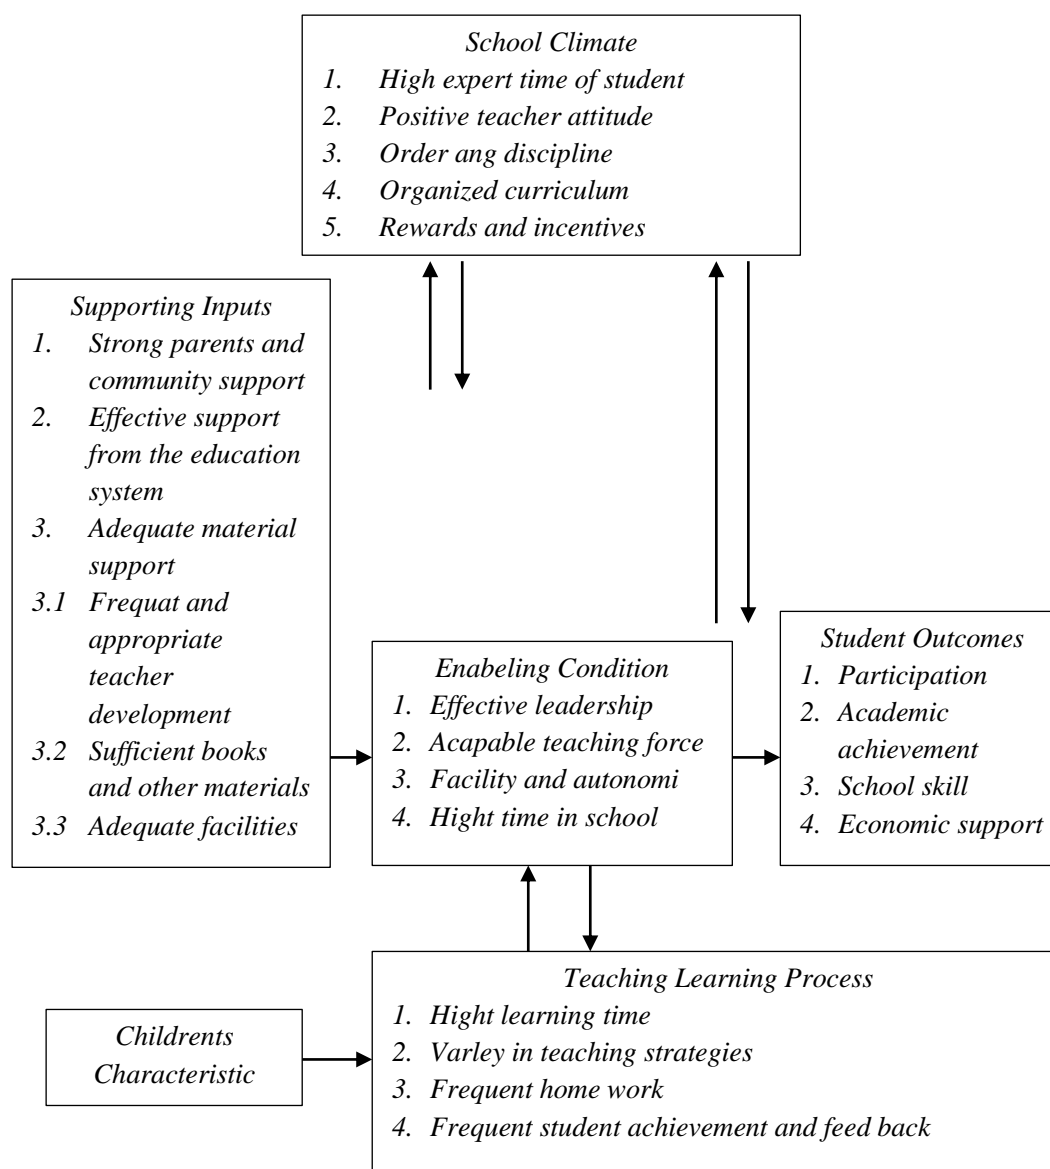 School Climate
1. High expert time of student
2. Positive teacher attitude
3. Order ang discipline
4. Organized curriculum
5. Rewards and incentives
Supporting Inputs
1. Strong parents and
community support
2. Effective support
from the education
system
3. Adequate material
support
3.1 Frequat and
appropriate
teacher
development
3.2 Sufficient books
and other materials
3.3 Adequate facilities
Enabeling Condition
1. Effective leadership
2. Acapable teaching force
3. Facility and autonomi
4. Hight time in school
Student Outcomes
1. Participation
2. Academic
achievement
3. School skill
4. Economic support
Childrents
Characteristic
Teaching Learning Process
1. Hight learning time
2. Varley in teaching strategies
3. Frequent home work
4. Frequent student achievement and feed back